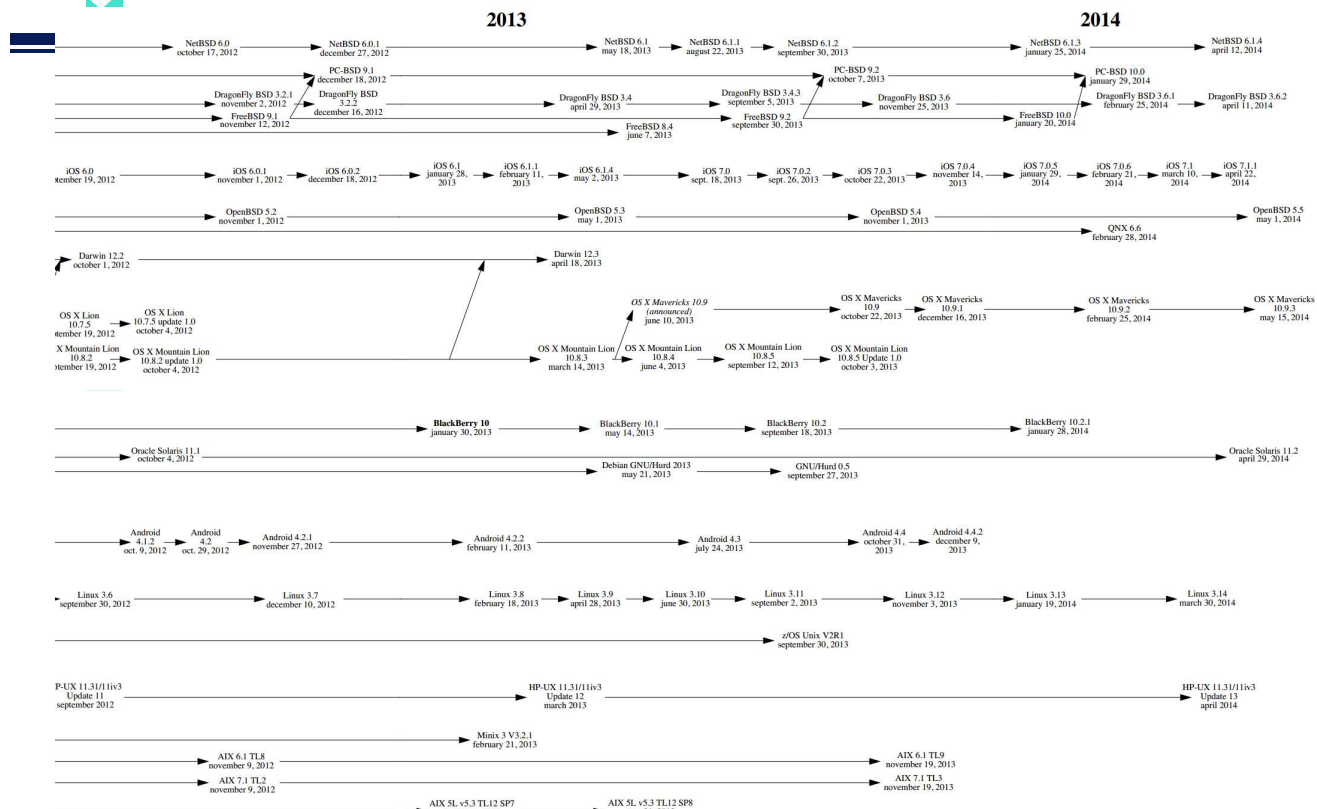 2013
2014
NetBSD 6.0
october 17, 2012
NetBSD 6.0.1
december 27, 2012
NetBSD 6.1
may 18, 2013
NetBSD 6.1.1
august 22, 2013
NetBSD 6.1.2
september 30, 2013
NetBSD 6.1.3
january 25, 2014
NetBSD 6.1.4
april 12, 2014
PC-BSD 9.1
december 18, 2012
PC-BSD 9.2
october 7, 2013
PC-BSD 10.0
january 29, 2014
DragonFly BSD 3.2.1
november 2, 2012
DragonFly BSD
3.2.2
december 16, 2012
DragonFly BSD 3.4
april 29, 2013
DragonFly BSD 3.4.3
september 5, 2013
DragonFly BSD 3.6
november 25, 2013
DragonFly BSD 3.6.1
february 25, 2014
DragonFly BSD 3.6.2
april 11, 2014
FreeBSD 9.1
november 12, 2012
FreeBSD 8.4
june 7, 2013
FreeBSD 9.2
september 30, 2013
FreeBSD 10.0
january 20, 2014
iOS 6.0
tember 19, 2012
iOS 6.0.1
november 1, 2012
iOS 6.0.2
december 18, 2012
iOS 6.1
january 28,
2013
iOS 6.1.1
february 11,
2013
iOS 6.1.4
may 2, 2013
iOS 7.0
sept. 18, 2013
iOS 7.0.2
sept. 26, 2013
iOS 7.0.3
october 22, 2013
iOS 7.0.4
november 14,
2013
iOS 7.0.5
january 29,
2014
iOS 7.0.6
february 21,
2014
iOS 7.1
march 10,
2014
iOS 7.1.1
april 22,
2014
OpenBSD 5.2
november 1, 2012
OpenBSD 5.3
may 1, 2013
OpenBSD 5.4
november 1, 2013
OpenBSD 5.5
may 1, 2014
QNX 6.6
february 28, 2014
Darwin 12.2
october 1, 2012
Darwin 12.3
april 18, 2013
OS X Lion
10.7.5
tember 19, 2012
OS X Lion
10.7.5 update 1.0
october 4, 2012
OS X Mavericks 10.9
(announced)
june 10, 2013
OS X Mavericks
10.9
october 22, 2013
OS X Mavericks
10.9.1
december 16, 2013
OS X Mavericks
10.9.2
february 25, 2014
OS X Mavericks
10.9.3
may 15, 2014
X Mountain Lion
10.8.2
tember 19, 2012
OS X Mountain Lion
10.8.2 update 1.0
october 4, 2012
OS X Mountain Lion
10.8.3
march 14, 2013
OS X Mountain Lion
10.8.4
june 4, 2013
OS X Mountain Lion
10.8.5
september 12, 2013
OS X Mountain Lion
10.8.5 Update 1.0
october 3, 2013
BlackBerry 10
january 30, 2013
BlackBerry 10.1
may 14, 2013
BlackBerry 10.2
september 18, 2013
BlackBerry 10.2.1
january 28, 2014
Oracle Solaris 11.1
october 4, 2012
Oracle Solaris 11.2
april 29, 2014
Debian GNU/Hurd 2013
may 21, 2013
GNU/Hurd 0.5
september 27, 2013
Android
4.1.2
oct. 9, 2012
Android
4.2
oct. 29, 2012
Android 4.2.1
november 27, 2012
Android 4.2.2
february 11, 2013
Android 4.3
july 24, 2013
Android 4.4
october 31,
2013
Android 4.4.2
december 9,
2013
Linux 3.6
september 30, 2012
Linux 3.7
december 10, 2012
Linux 3.8
february 18, 2013
Linux 3.9
april 28, 2013
Linux 3.10
june 30, 2013
Linux 3.11
september 2, 2013
Linux 3.12
november 3, 2013
Linux 3.13
january 19, 2014
Linux 3.14
march 30, 2014
z/OS Unix V2R1
september 30, 2013
P-UX 11.31/11iv3
Update 11
september 2012
HP-UX 11.31/11iv3
Update 12
march 2013
HP-UX 11.31/11iv3
Update 13
april 2014
Minix 3 V3.2.1
february 21, 2013
AIX 6.1 TL8
november 9, 2012
AIX 6.1 TL9
november 19, 2013
AIX 7.1 TL2
november 9, 2012
AIX 7.1 TL3
november 19, 2013
AIX 5L v5.3 TL12 SP7
AIX 5L v5.3 TL12 SP8